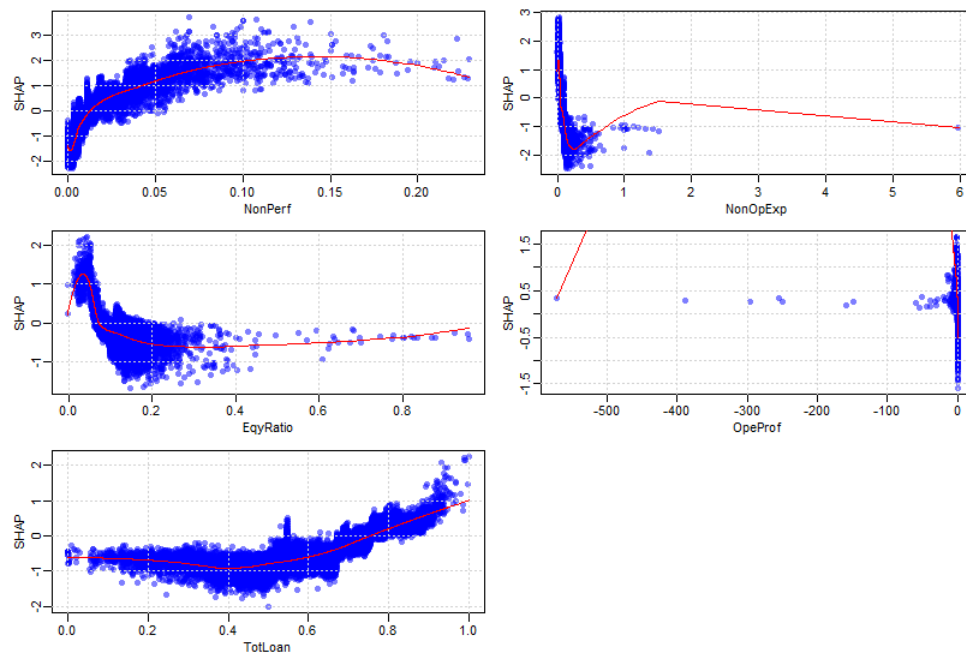 SHAP
3
2
1
0
-1
-2
0.00 0.05 0.10 0.15 0.20
NonPerf
SHAP
3
2
1
0
-1
-2
0 1 2 3 4 5 6
NonOpExp
SHAP
2
1
0
-1
0.0 0.2 0.4 0.6 0.8
EqyRatio
SHAP
1.5
0.5
-0.5
-1.5
-500 -400 -300 -200 -100 0
OpeProf
SHAP
2
1
0
-1
-2
0.0 0.2 0.4 0.6 0.8 1.0
TotLoan